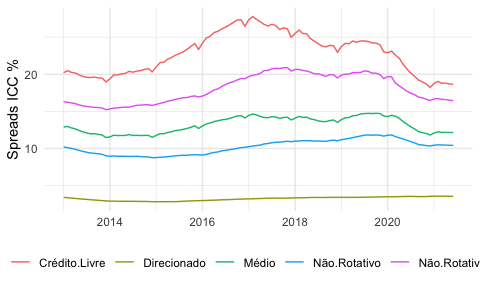 Spreads ICC %
20
10
2014 2016 2018 2020
Crédito.Livre Direcionado Médio Não.Rotativo Não.Rotativ